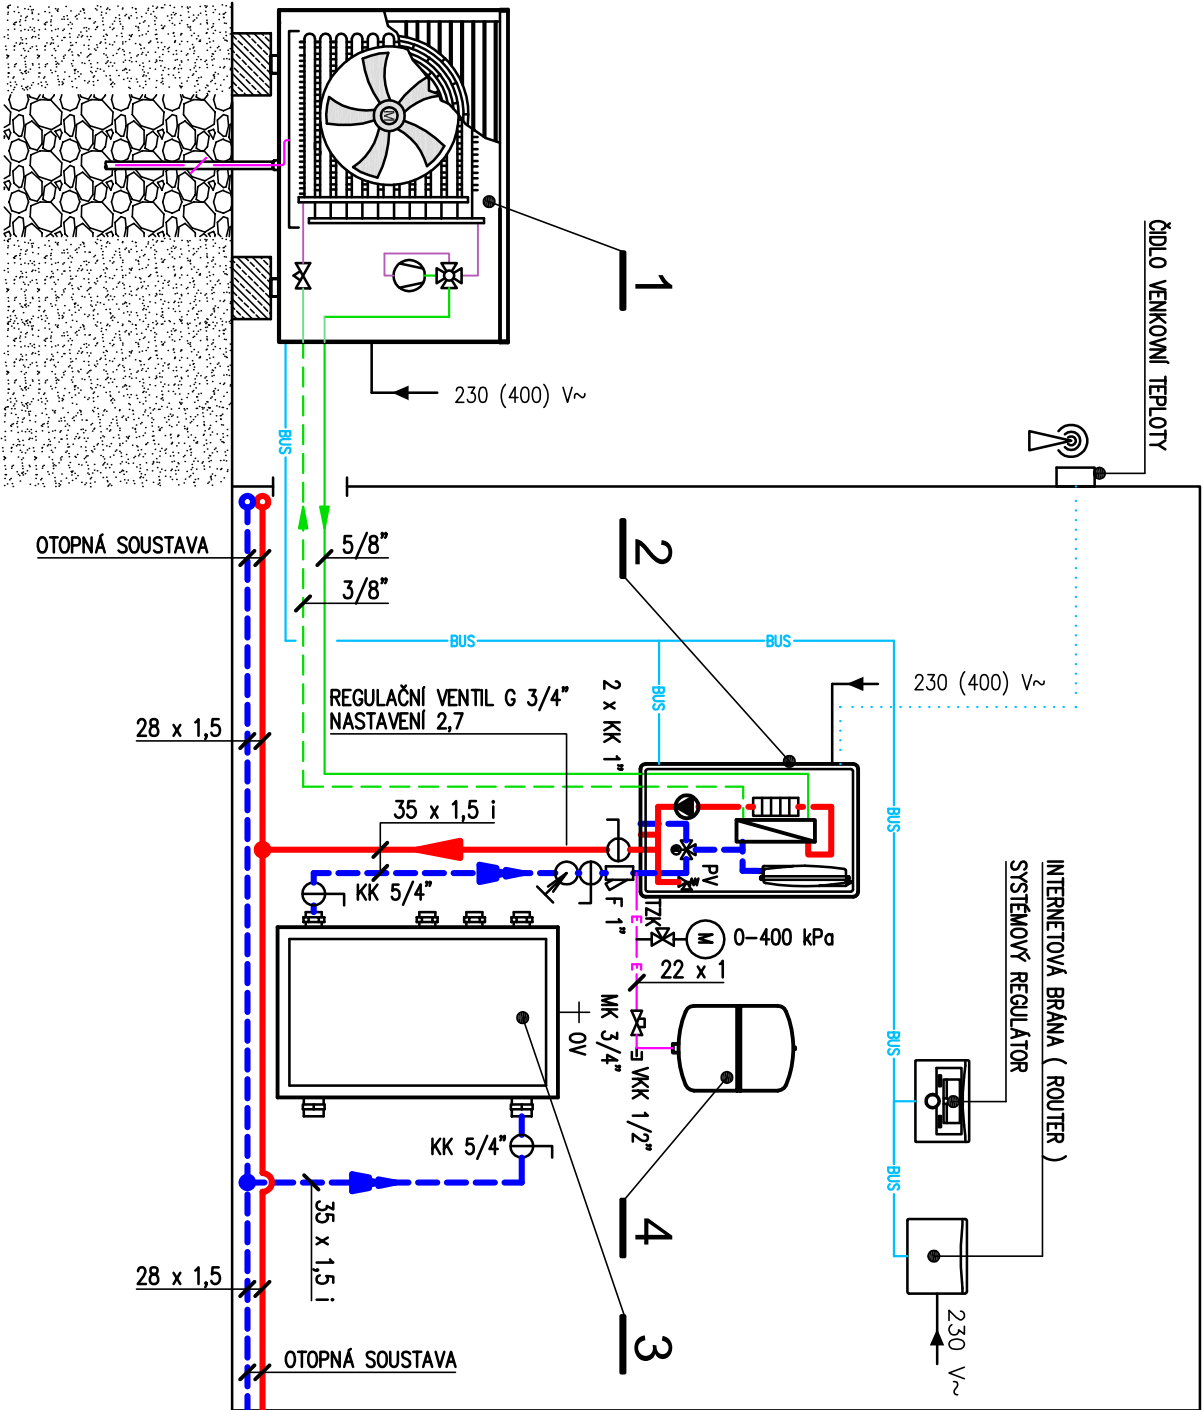 1
ČIDLO VENKOVNÍ TEPLOTY
230 (400) V~
BUS
OTOPNÁ SOUSTAVA
5/8"
3/8"
2
BUS
BUS
BUS
230 (400) V~
REGULAČNÍ VENTIL G 3/4"
NASTAVENÍ 2,7
2 x KK 1"
28 x 1,5
35 x 1,5 i
BUS
KK 5/4"
PV
F 1"
TZK
E
M
0-400 kPa
E
22 x 1
INTERNETOVÁ BRÁNA ( ROUTER )
SYSTÉMOVÝ REGULÁTOR
MK 3/4"
OV
VKK 1/2"
BUS
KK 5/4"
BUS
35 x 1,5 i
4
28 x 1,5
3
230 V~
OTOPNÁ SOUSTAVA
M